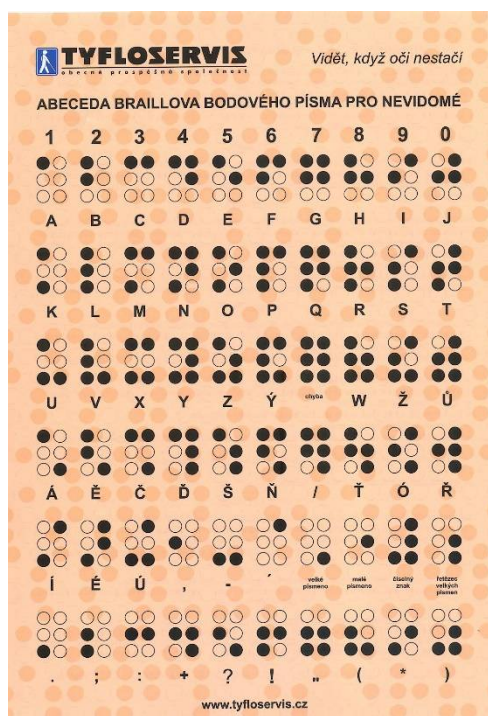 TYFLOSERVIS
obecně prospěšná společnost
Vidět, když oči nestačí
ABECEDA BRAILLOVA BODOVÉHO PÍSMA PRO NEVIDOMÉ
1 2 3 4 5 6 7 8 9 0
A B C D E F G H I J
K L M N O P Q R S T
U V X Y Z Ý chyba W Ž Ů
Á Ě Č Ď Š Ň / Ť Ó Ř
Í É Ú , - ´ velké písmeno malé písmeno číselný znak řetězec velkých písmen
. ; : + ? ! „ ( * )
www.tyfloservis.cz